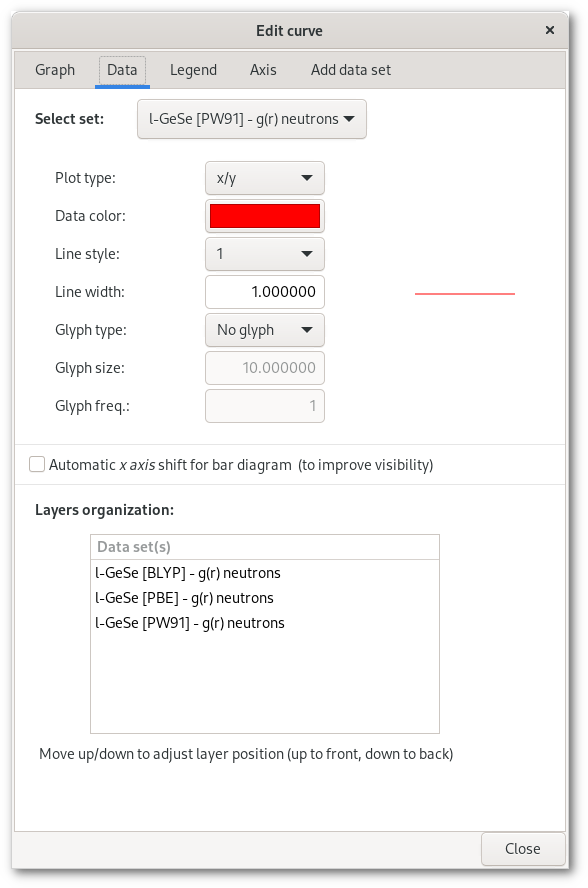 Edit curve ×
Graph Data Legend Axis Add data set
Select set: l-GeSe [PW91] - g(r) neutrons
Plot type: x/y
Data color:
Line style: 1
Line width: 1.000000
Glyph type: No glyph
Glyph size: 10.000000
Glyph freq.: 1
Automatic x axis shift for bar diagram (to improve visibility)
Layers organization:
Data set(s)
l-GeSe [BLYP] - g(r) neutrons
l-GeSe [PBE] - g(r) neutrons
l-GeSe [PW91] - g(r) neutrons
Move up/down to adjust layer position (up to front, down to back)
Close